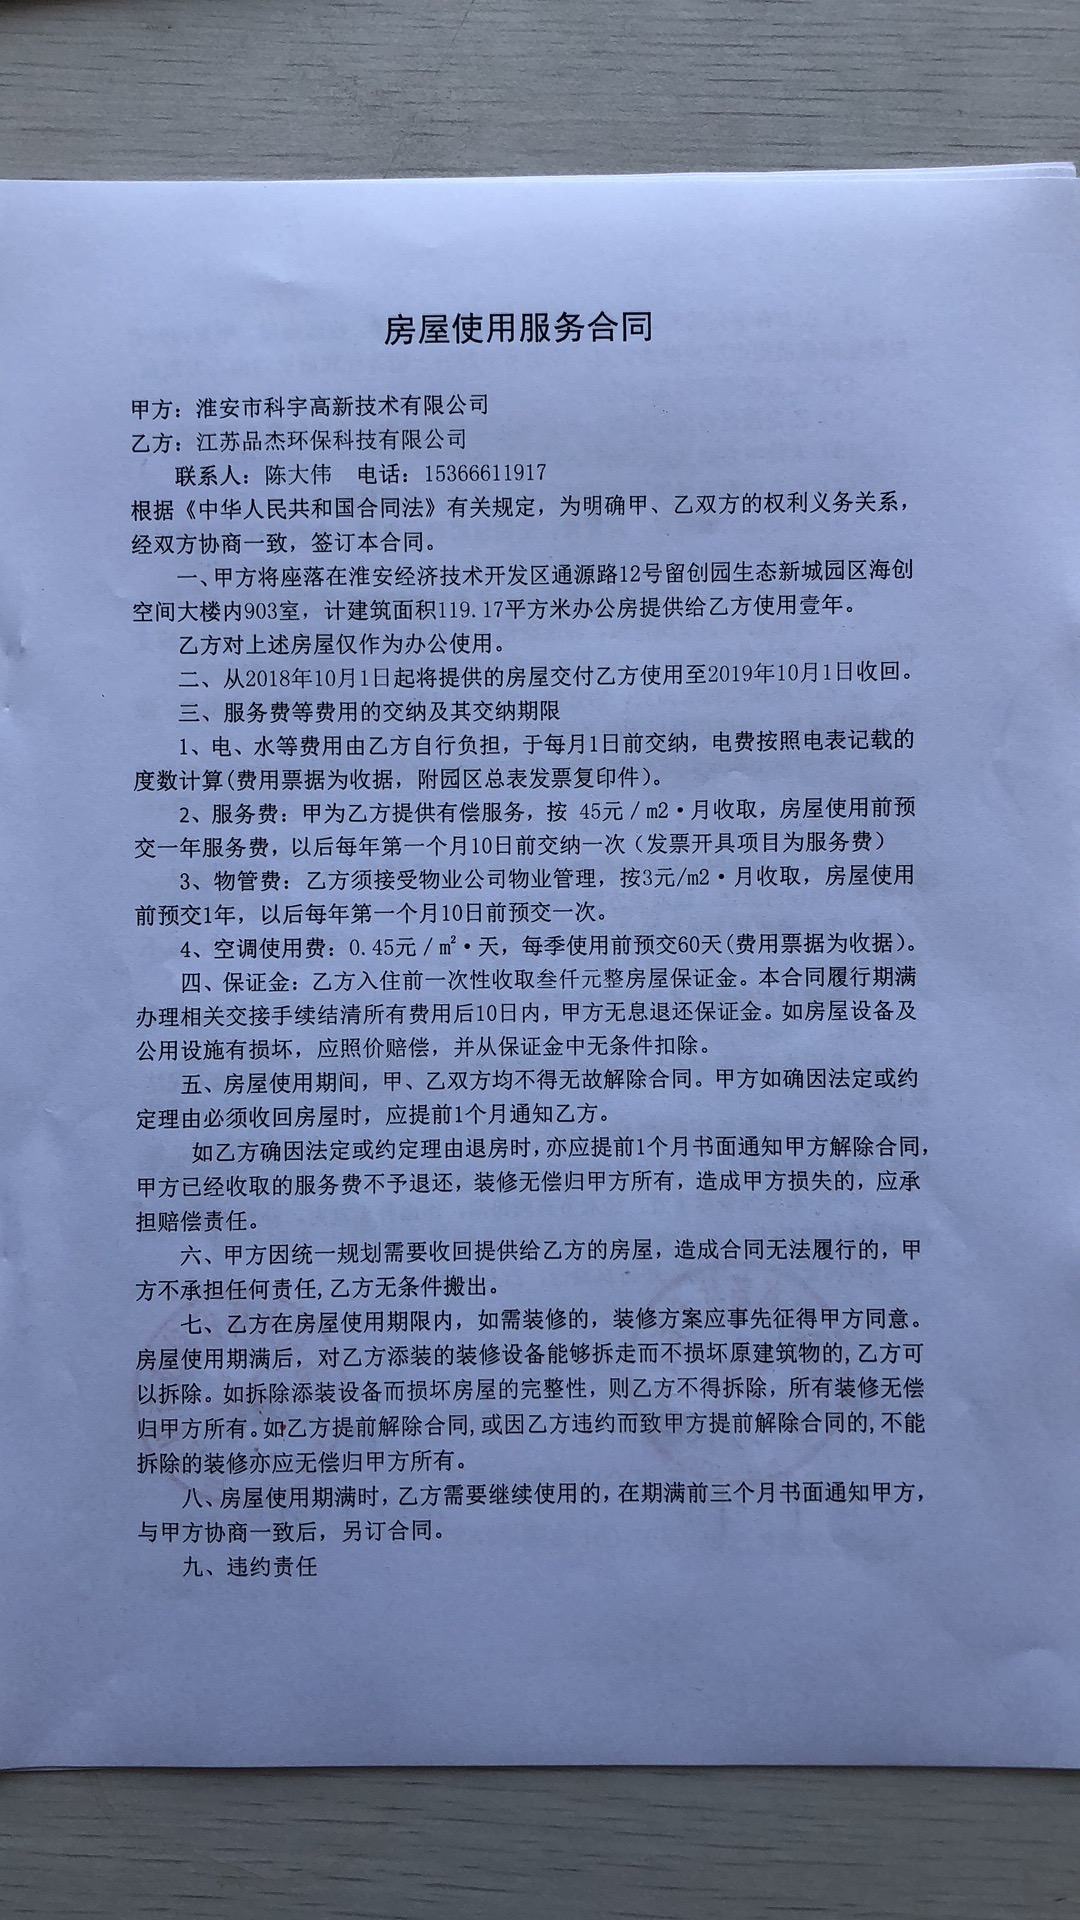 房屋使用服务合同
甲方：淮安市科宇高新技术有限公司
乙方：江苏品杰环保科技有限公司
联系人：陈大伟 电话：15366611917
根据《中华人民共和国合同法》有关规定，为明确甲、乙双方的权利义务关系，
经双方协商一致，签订本合同。
一、甲方将座落在淮安经济技术开发区通源路12号留创园生态新城园区海创
空间大楼内903室，计建筑面积119.17平方米办公房提供给乙方使用壹年。
乙方对上述房屋仅作为办公使用。
二、从2018年10月1日起将提供的房屋交付乙方使用至2019年10月1日收回。
三、服务费等费用的交纳及其交纳期限
1、电、水等费用由乙方自行负担，于每月1日前交纳，电费按照电表记载的
度数计算(费用票据为收据，附园区总表发票复印件)。
2、服务费：甲为乙方提供有偿服务，按 45元／m2·月收取，房屋使用前预
交一年服务费，以后每年第一个月10日前交纳一次（发票开具项目为服务费）
3、物管费：乙方须接受物业公司物业管理，按3元/m2·月收取，房屋使用
前预交1年，以后每年第一个月10日前预交一次。
4、空调使用费：0.45元／㎡·天，每季使用前预交60天(费用票据为收据)。
四、保证金：乙方入住前一次性收取叁仟元整房屋保证金。本合同履行期满
办理相关交接手续结清所有费用后10日内，甲方无息退还保证金。如房屋设备及
公用设施有损坏，应照价赔偿，并从保证金中无条件扣除。
五、房屋使用期间，甲、乙双方均不得无故解除合同。甲方如确因法定或约
定理由必须收回房屋时，应提前1个月通知乙方。
如乙方确因法定或约定理由退房时,亦应提前1个月书面通知甲方解除合同，
甲方已经收取的服务费不予退还，装修无偿归甲方所有，造成甲方损失的，应承
担赔偿责任。
六、甲方因统一规划需要收回提供给乙方的房屋，造成合同无法履行的，甲
方不承担任何责任,乙方无条件搬出。
七、乙方在房屋使用期限内，如需装修的，装修方案应事先征得甲方同意。
房屋使用期满后，对乙方添装的装修设备能够拆走而不损坏原建筑物的,乙方可
以拆除。如拆除添装设备而损坏房屋的完整性，则乙方不得拆除，所有装修无偿
归甲方所有。如乙方提前解除合同,或因乙方违约而致甲方提前解除合同的,不能
拆除的装修亦应无偿归甲方所有。
八、房屋使用期满时，乙方需要继续使用的，在期满前三个月书面通知甲方，
与甲方协商一致后，另订合同。
九、违约责任